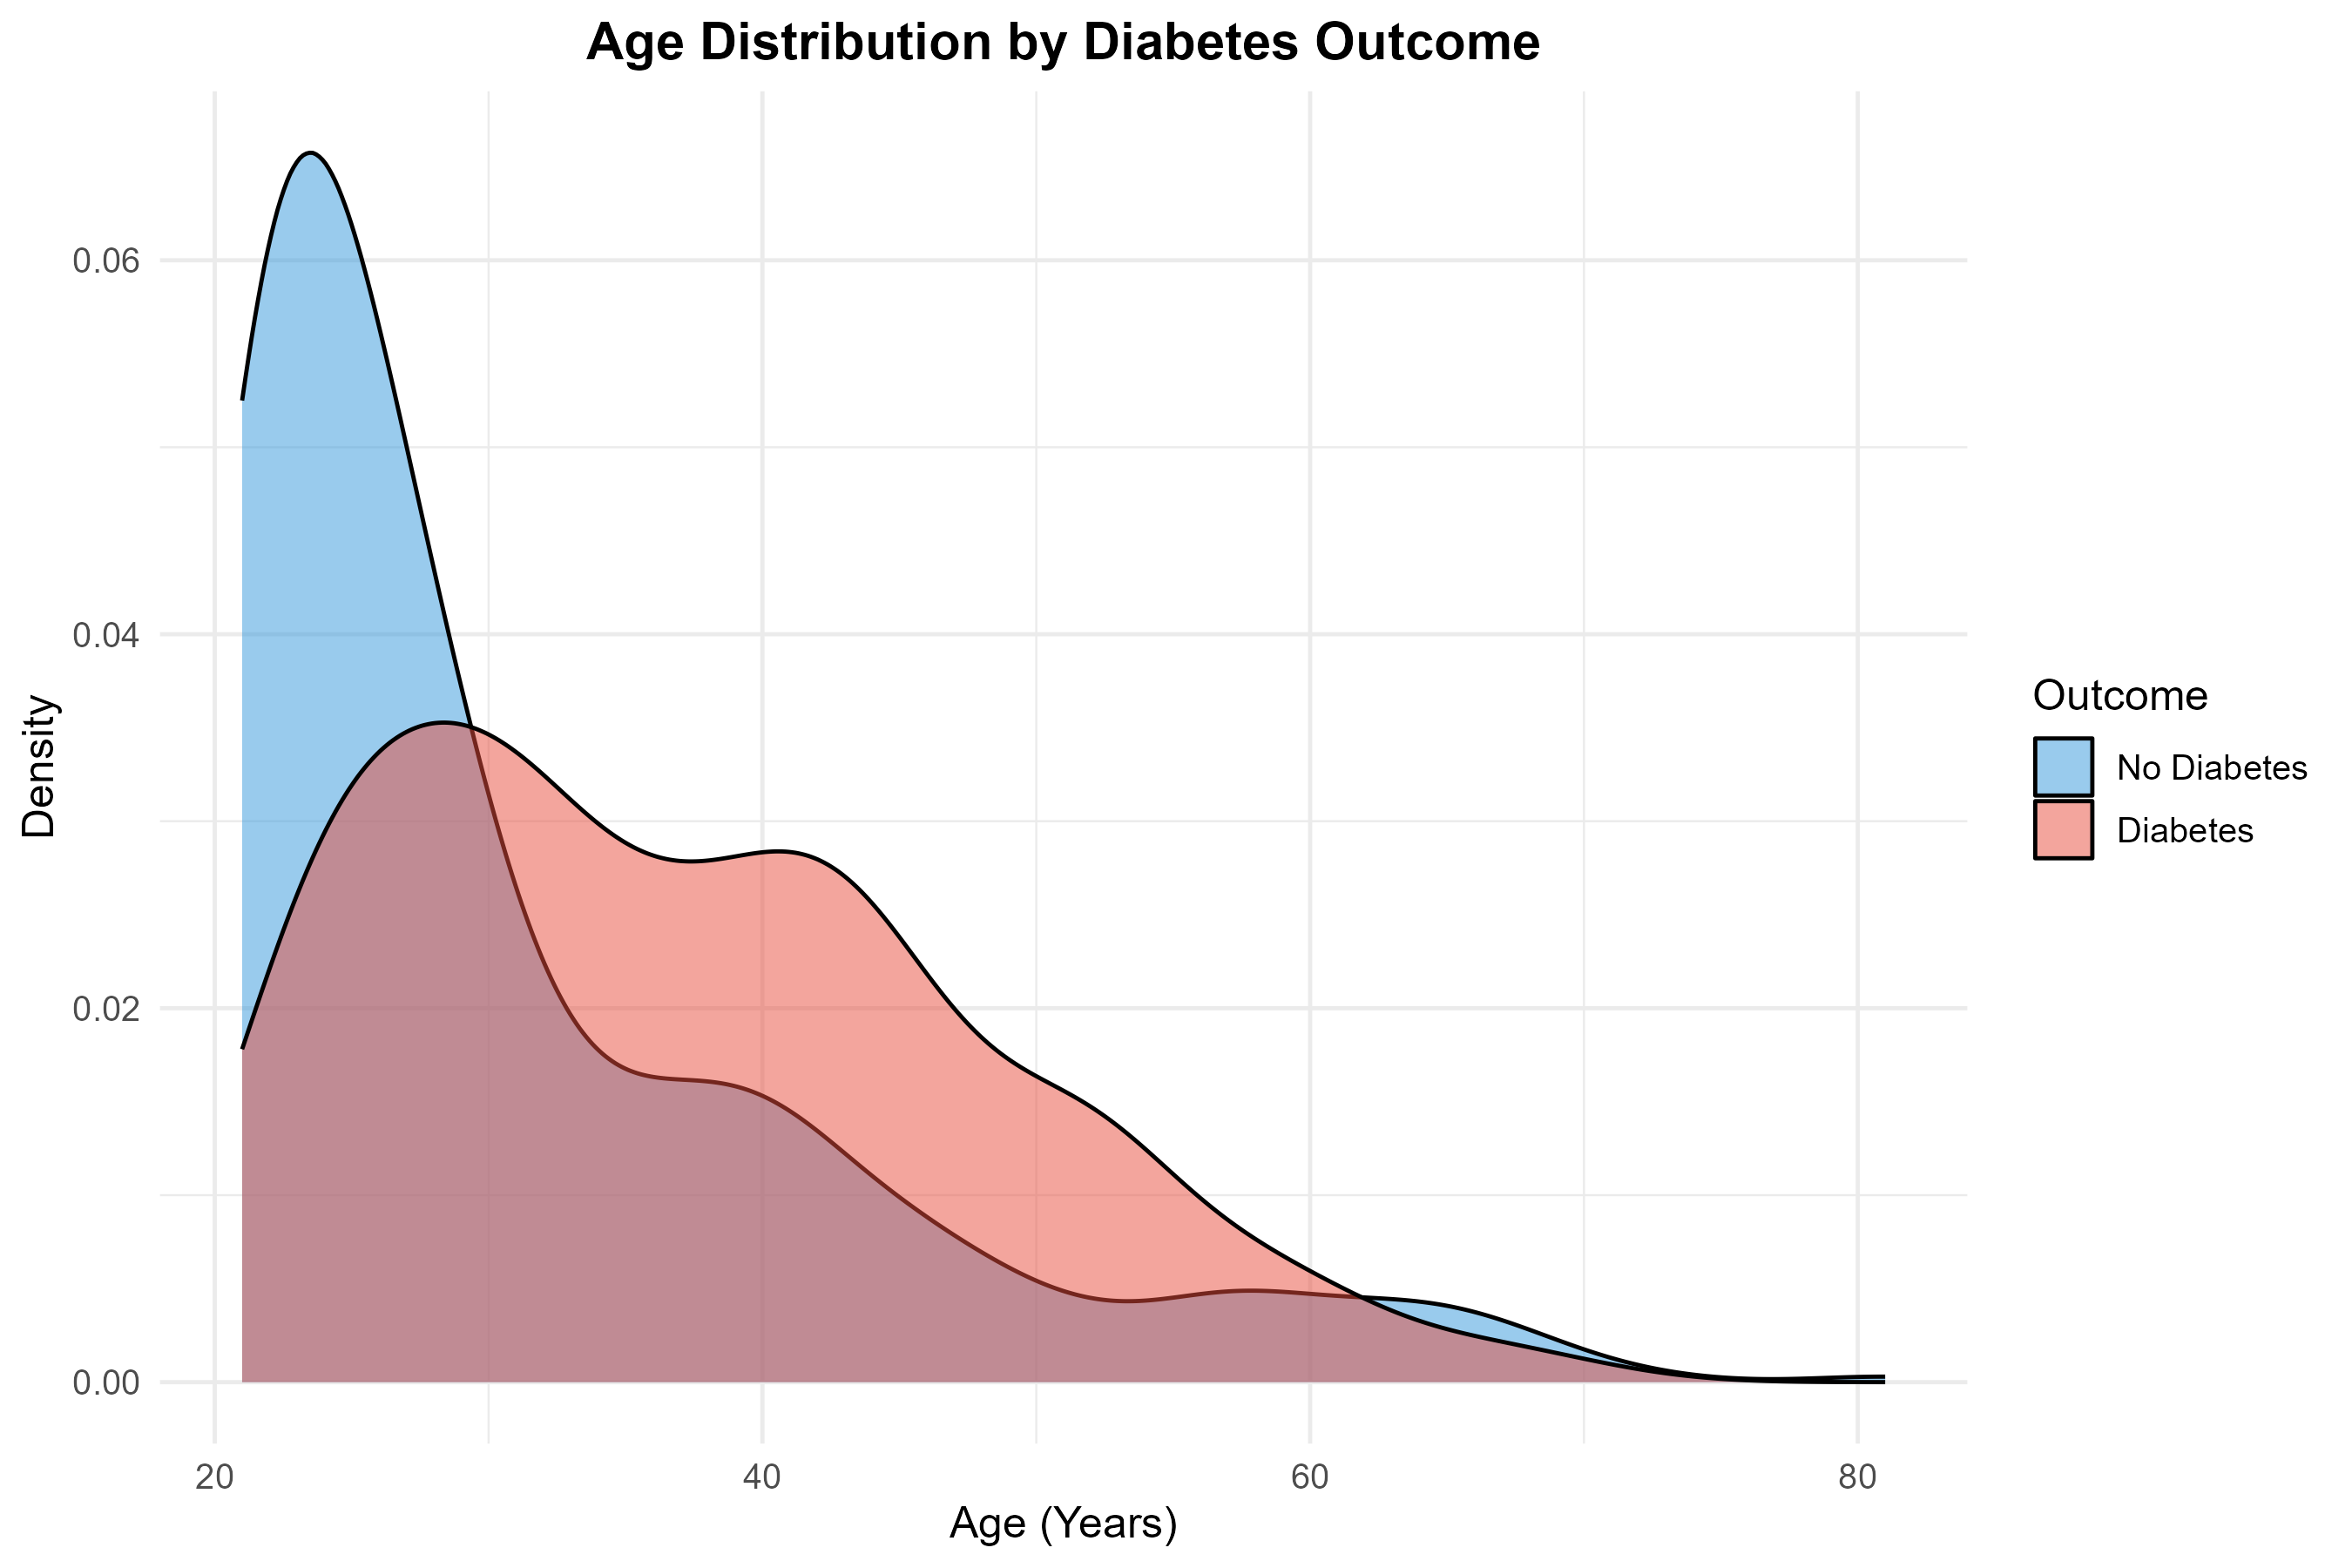 Age Distribution by Diabetes Outcome
Density
0.06
0.04
0.02
0.00
20 40 60 80
Age (Years)
Outcome
No Diabetes
Diabetes